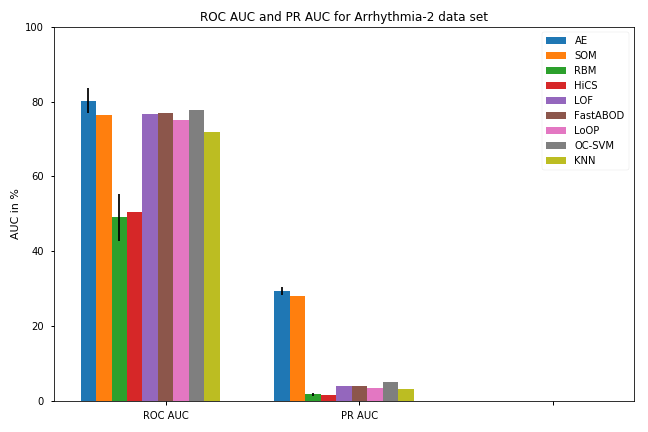 ROC AUC and PR AUC for Arrhythmia-2 data set
100
80
60
40
20
0
AUC in %
AE
SOM
RBM
HiCS
LOF
FastABOD
LoOP
OC-SVM
KNN
ROC AUC
PR AUC